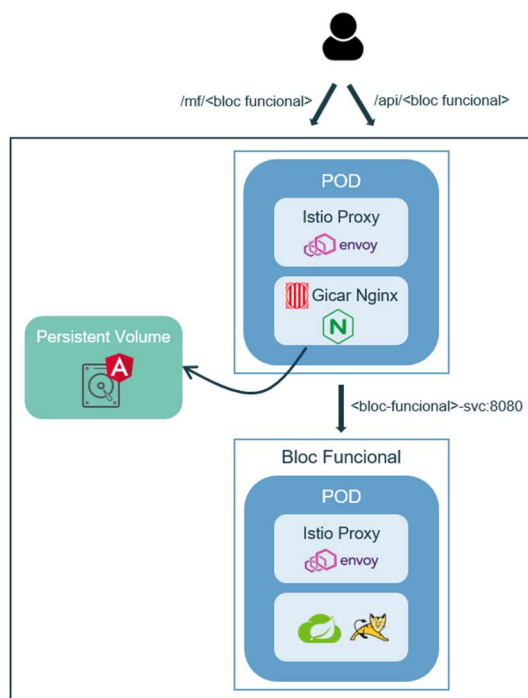 /mf/<bloc funcional>
/api/<bloc funcional>
POD
Istio Proxy
envoy
Gicar Nginx
N
Persistent Volume
A
<bloc-funcional>-svc:8080
Bloc Funcional
POD
Istio Proxy
envoy